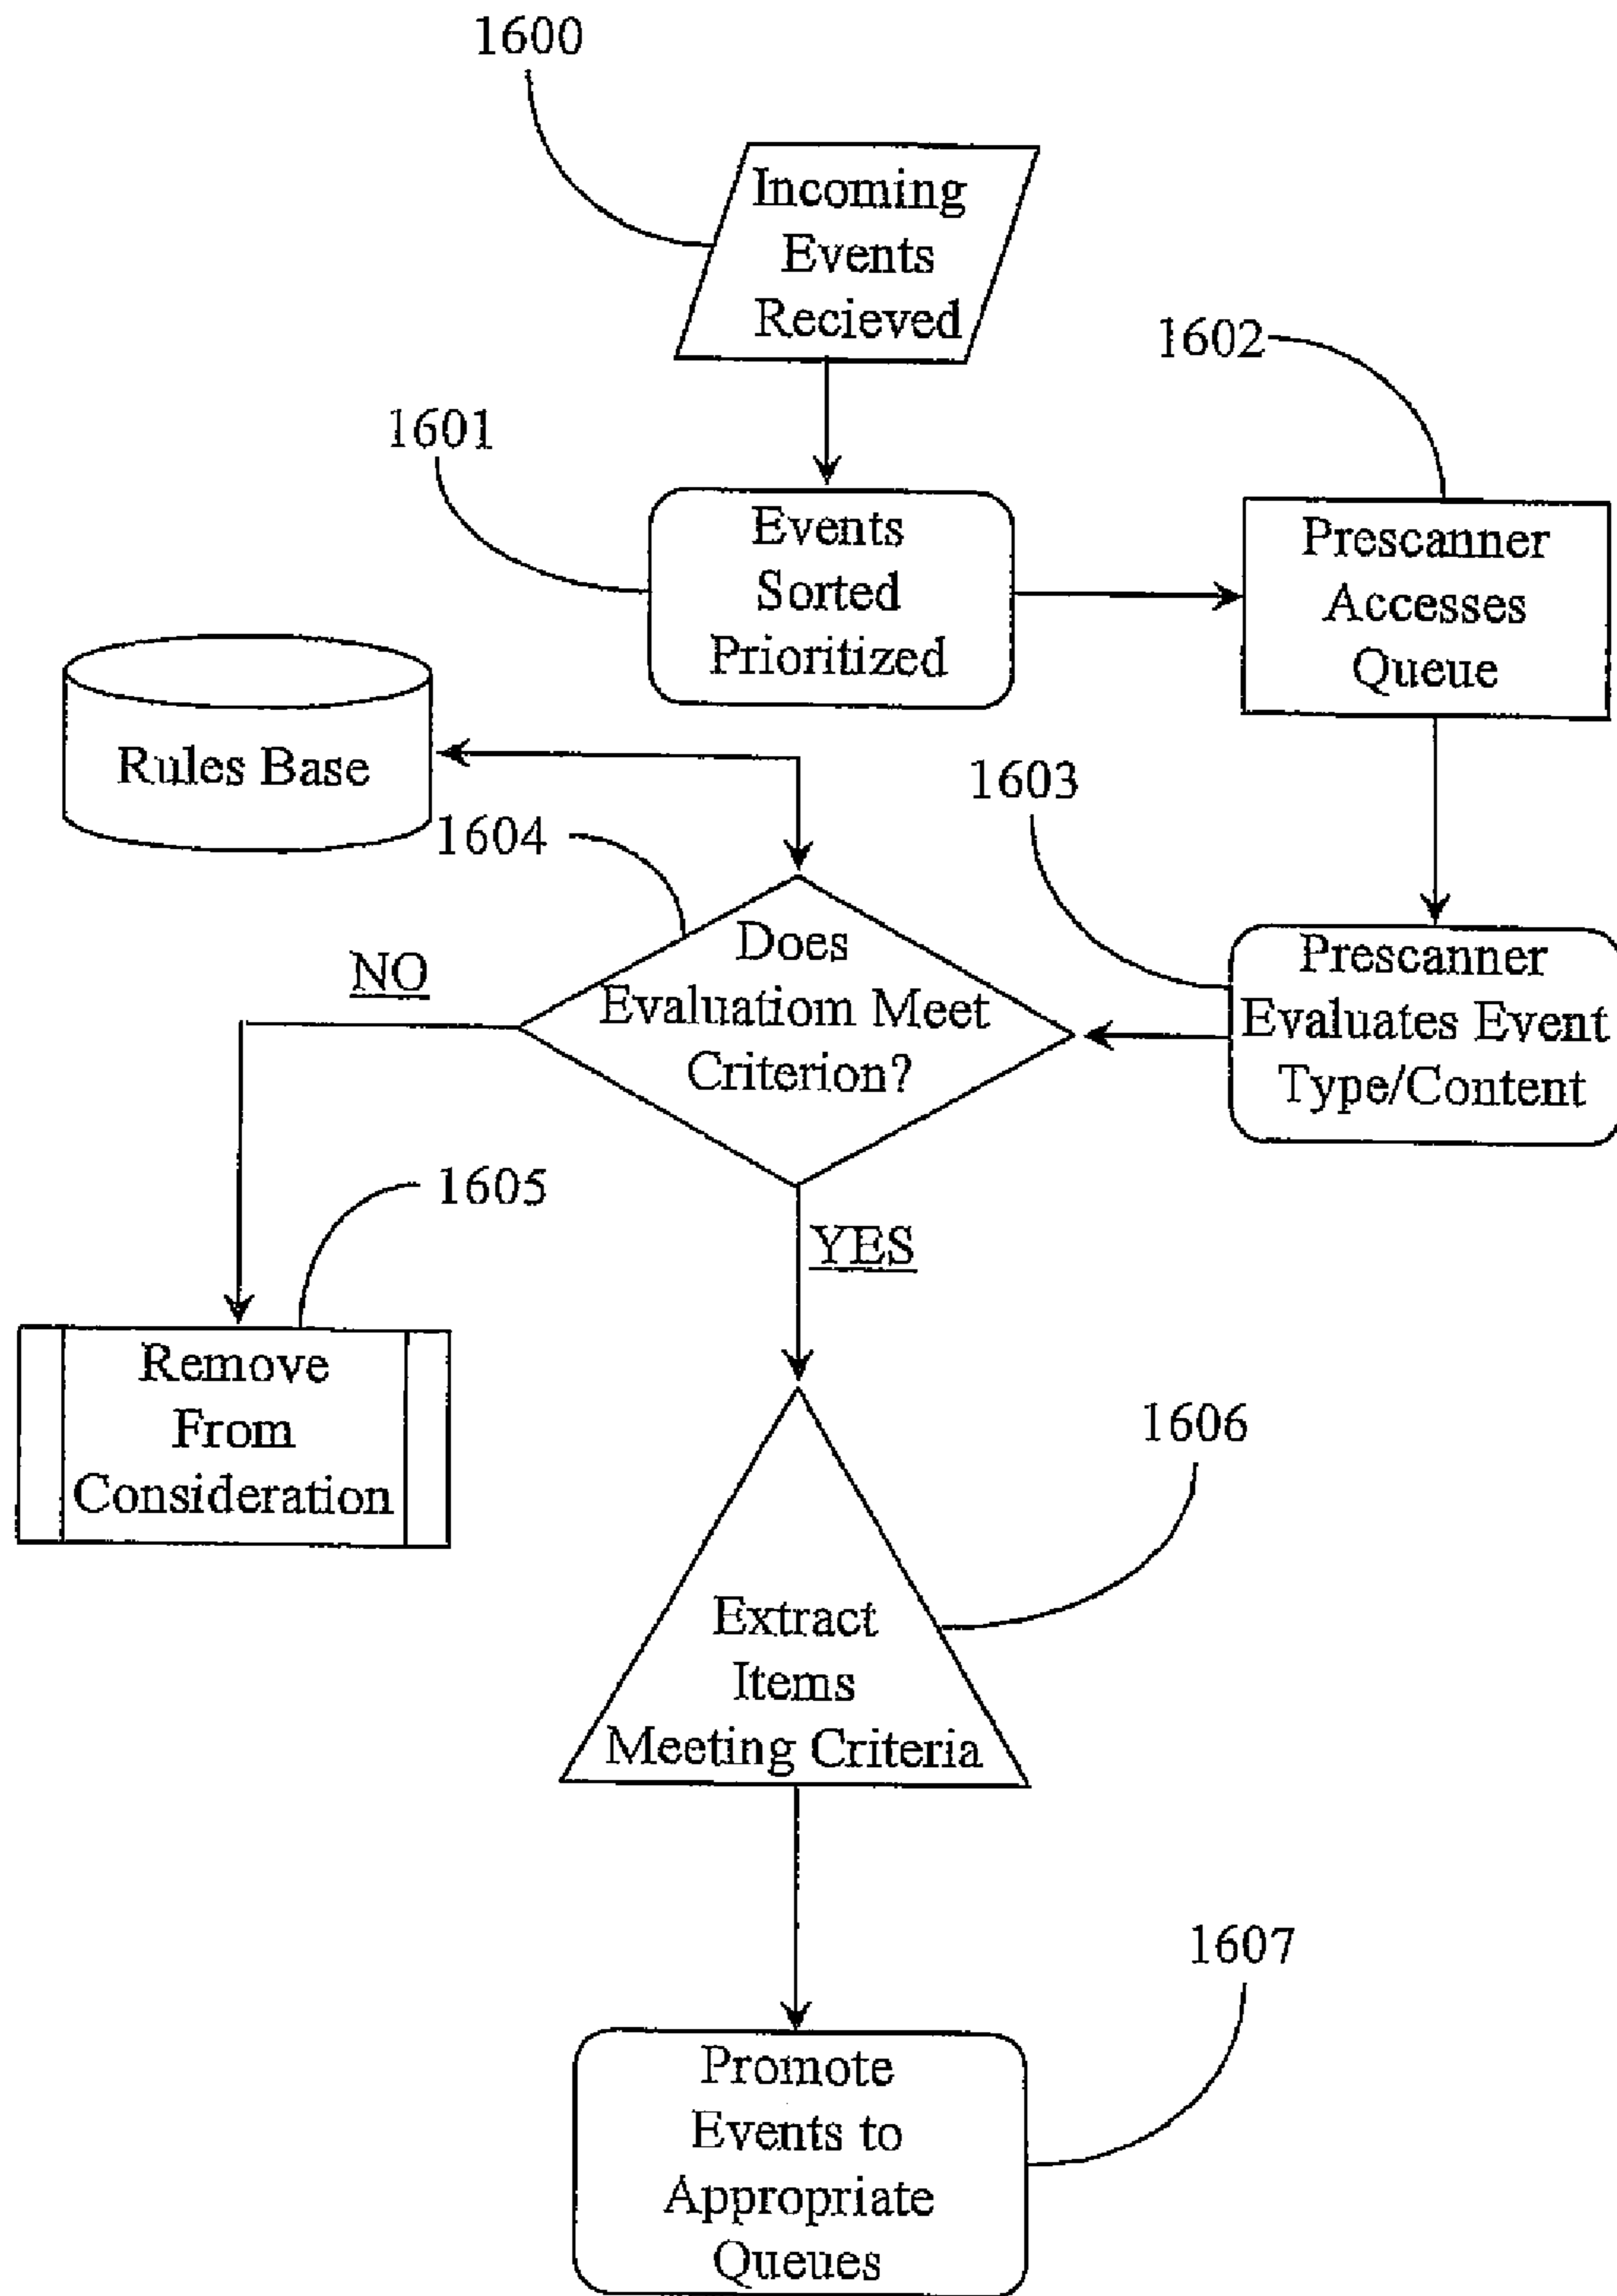 1600
Incoming
Events
Recieved
1602
1601
Events
Sorted
Prioritized
Prescanner
Accesses
Queue
Rules Base
1603
1604
Does
Evaluatiom Meet
Criterion?
NO
Prescanner
Evaluates Event
Type/Content
1605
YES
Remove
From
Consideration
1606
Extract
Items
Meeting Criteria
1607
Promote
Events to
Appropriate
Queues